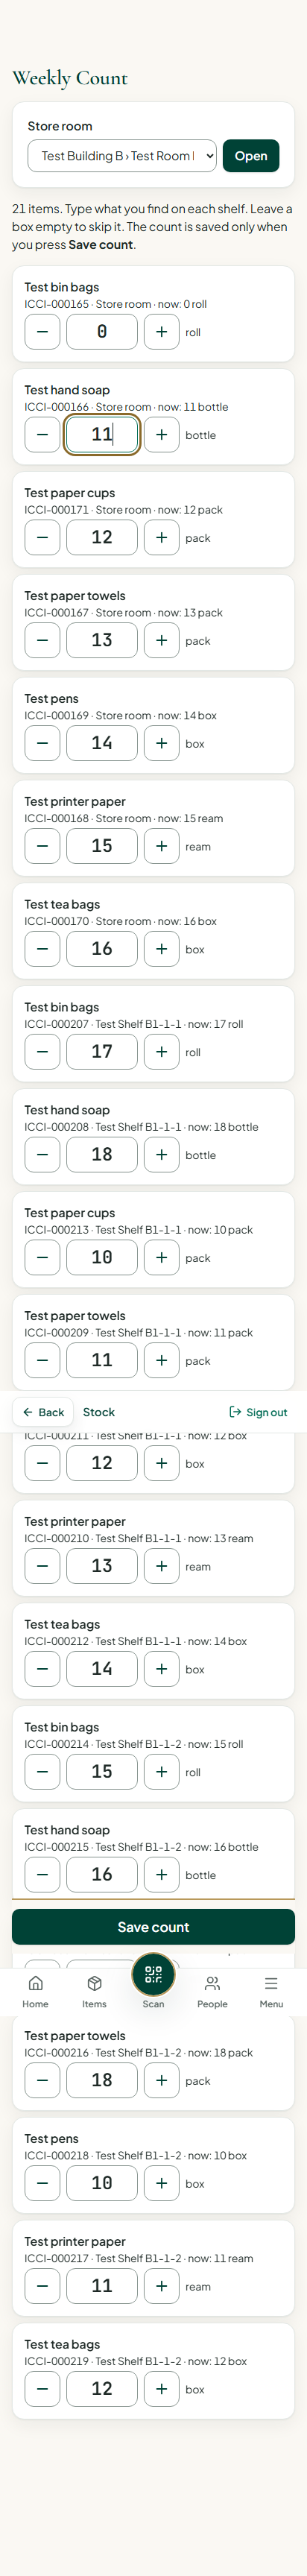 Weekly Count
Store room
Test Building B › Test Room
Open
21 items. Type what you find on each shelf. Leave a
box empty to skip it. The count is saved only when
you press Save count.
Test bin bags
ICCI-000165 · Store room · now: 0 roll
0
roll
Test hand soap
ICCI-000166 · Store room · now: 11 bottle
11
bottle
Test paper cups
ICCI-000171 · Store room · now: 12 pack
12
pack
Test paper towels
ICCI-000167 · Store room · now: 13 pack
13
pack
Test pens
ICCI-000169 · Store room · now: 14 box
14
box
Test printer paper
ICCI-000168 · Store room · now: 15 ream
15
ream
Test tea bags
ICCI-000170 · Store room · now: 16 box
16
box
Test bin bags
ICCI-000207 · Test Shelf B1-1-1 · now: 17 roll
17
roll
Test hand soap
ICCI-000208 · Test Shelf B1-1-1 · now: 18 bottle
18
bottle
Test paper cups
ICCI-000213 · Test Shelf B1-1-1 · now: 10 pack
10
pack
Test paper towels
ICCI-000209 · Test Shelf B1-1-1 · now: 11 pack
11
pack
Back
Stock
Sign out
ICCI-000211 · Test Shelf B1-1-1 · now: 12 box
12
box
Test printer paper
ICCI-000210 · Test Shelf B1-1-1 · now: 13 ream
13
ream
Test tea bags
ICCI-000212 · Test Shelf B1-1-1 · now: 14 box
14
box
Test bin bags
ICCI-000214 · Test Shelf B1-1-2 · now: 15 roll
15
roll
Test hand soap
ICCI-000215 · Test Shelf B1-1-2 · now: 16 bottle
16
bottle
Save count
Home
Items
Scan
People
Menu
Test paper towels
ICCI-000216 · Test Shelf B1-1-2 · now: 18 pack
18
pack
Test pens
ICCI-000218 · Test Shelf B1-1-2 · now: 10 box
10
box
Test printer paper
ICCI-000217 · Test Shelf B1-1-2 · now: 11 ream
11
ream
Test tea bags
ICCI-000219 · Test Shelf B1-1-2 · now: 12 box
12
box